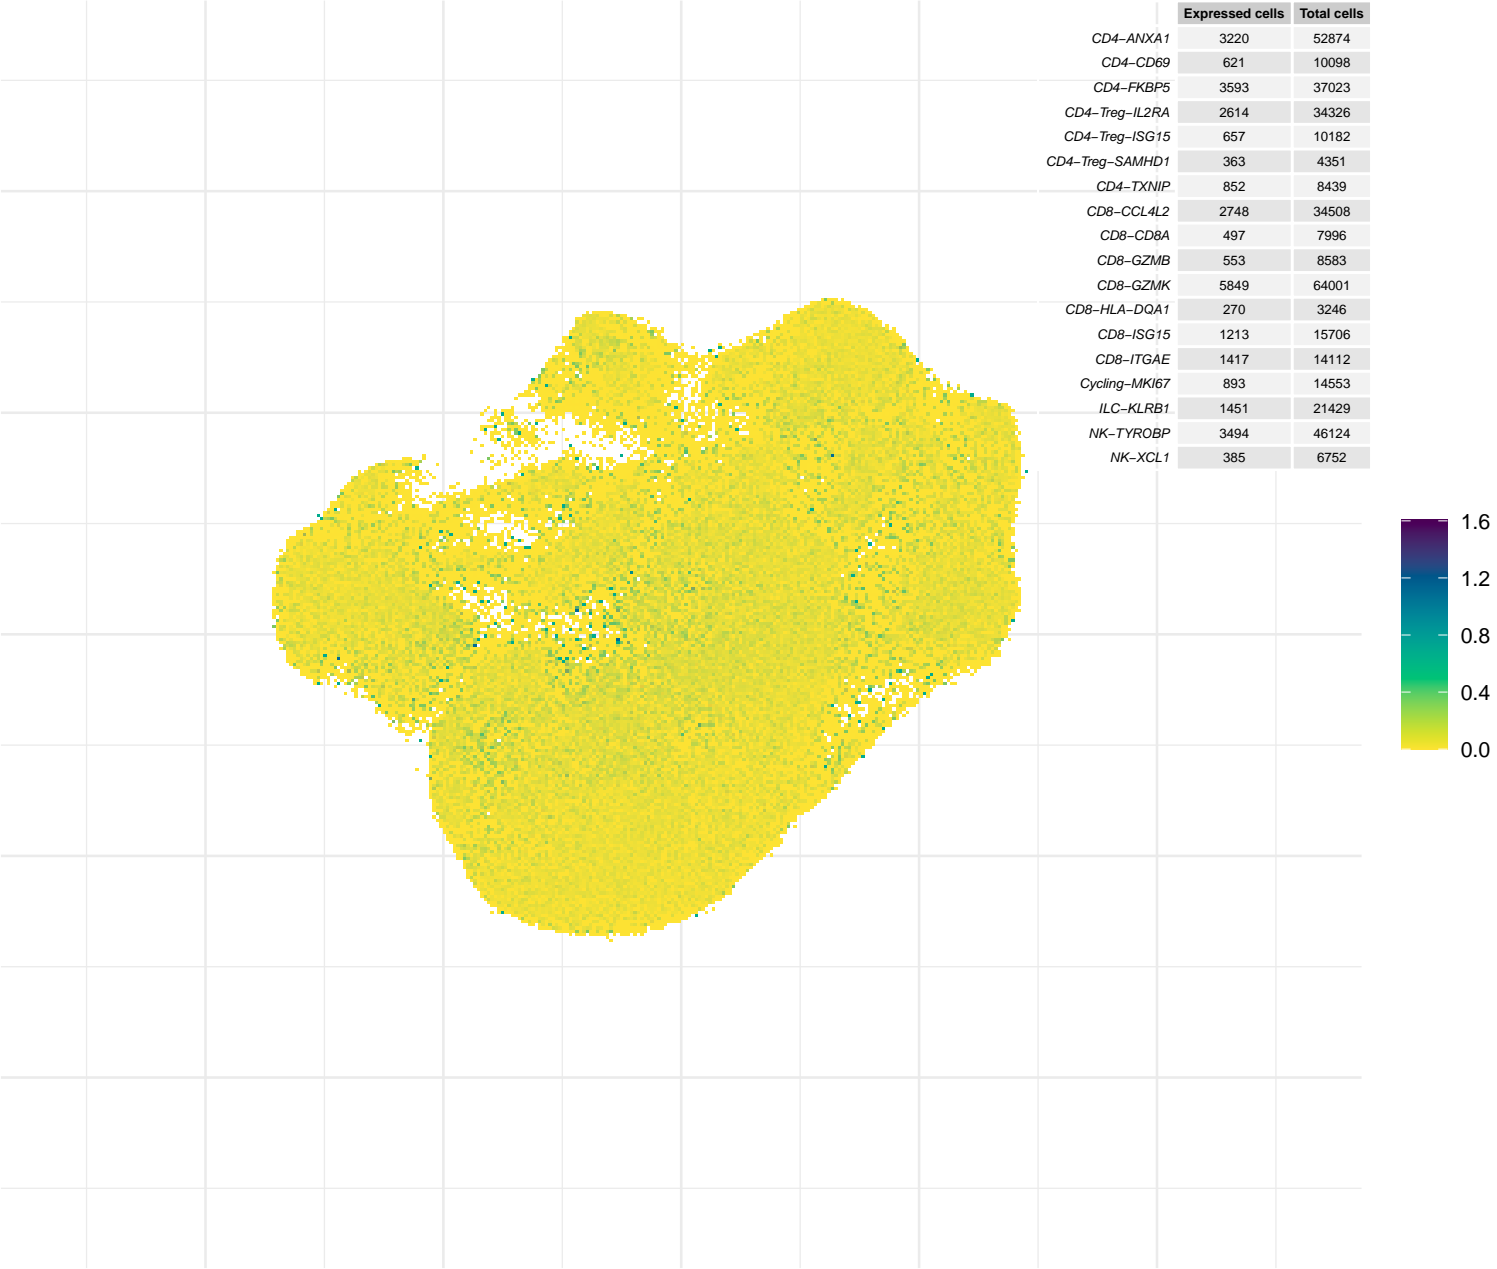 Expressed cells Total cells
CD4−ANXA1 3220 52874
CD4−CD69 621 10098
CD4−FKBP5 3593 37023
CD4−Treg−IL2RA 2614 34326
CD4−Treg−ISG15 657 10182
CD4−Treg−SAMHD1 363 4351
CD4−TXNIP 852 8439
CD8−CCL4L2 2748 34508
CD8−CD8A 497 7996
CD8−GZMB 553 8583
CD8−GZMK 5849 64001
CD8−HLA−DQA1 270 3246
CD8−ISG15 1213 15706
CD8−ITGAE 1417 14112
Cycling−MKI67 893 14553
ILC−KLRB1 1451 21429
NK−TYROBP 3494 46124
NK−XCL1 385 6752
1.6
1.2
0.8
0.4
0.0